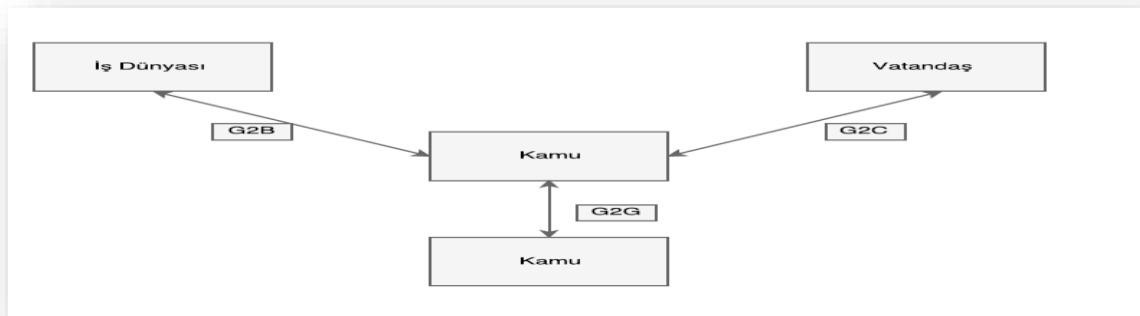 İş Dünyası
Vatandaş
G2B
G2C
Kamu
G2G
Kamu